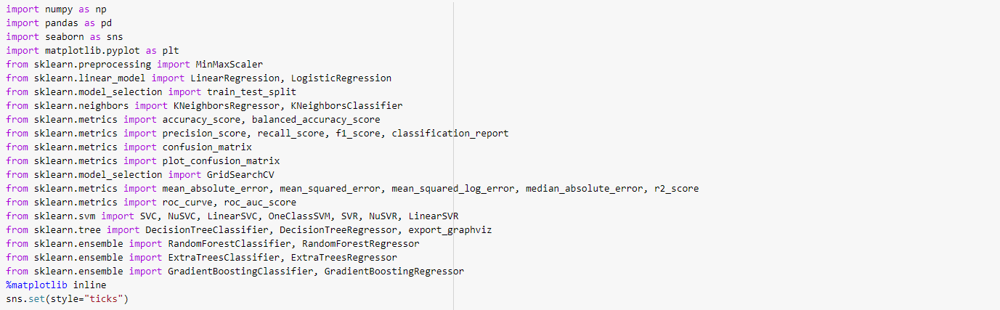 import numpy as np
import pandas as pd
import seaborn as sns
import matplotlib.pyplot as plt
from sklearn.preprocessing import MinMaxScaler
from sklearn.linear_model import LinearRegression, LogisticRegression
from sklearn.model_selection import train_test_split
from sklearn.neighbors import KNeighborsRegressor, KNeighborsClassifier
from sklearn.metrics import accuracy_score, balanced_accuracy_score
from sklearn.metrics import precision_score, recall_score, f1_score, classification_report
from sklearn.metrics import confusion_matrix
from sklearn.metrics import plot_confusion_matrix
from sklearn.model_selection import GridSearchCV
from sklearn.metrics import mean_absolute_error, mean_squared_error, mean_squared_log_error, median_absolute_error, r2_score
from sklearn.metrics import roc_curve, roc_auc_score
from sklearn.svm import SVC, NuSVC, LinearSVC, OneClassSVM, SVR, NuSVR, LinearSVR
from sklearn.tree import DecisionTreeClassifier, DecisionTreeRegressor, export_graphviz
from sklearn.ensemble import RandomForestClassifier, RandomForestRegressor
from sklearn.ensemble import ExtraTreesClassifier, ExtraTreesRegressor
from sklearn.ensemble import GradientBoostingClassifier, GradientBoostingRegressor
%matplotlib inline
sns.set(style="ticks")